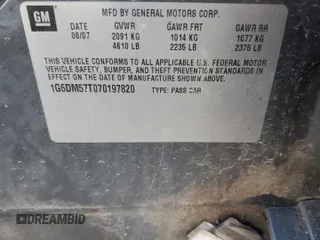 GM
MFD BY GENERAL MOTORS CORP.
DATE GVWR GAWR FRT GAWR RR
06/07 2091 KG 1014 KG 1077 KG
4610 LB 2235 LB 2375 LB
THIS VEHICLE CONFORMS TO ALL APPLICABLE U.S. FEDERAL MOTOR
VEHICLE SAFETY, BUMPER, AND THEFT PREVENTION STANDARDS IN
EFFECT ON THE DATE OF MANUFACTURE SHOWN ABOVE.
1G6DM57T070197820 TYPE: PASS CAR
DREAMBID